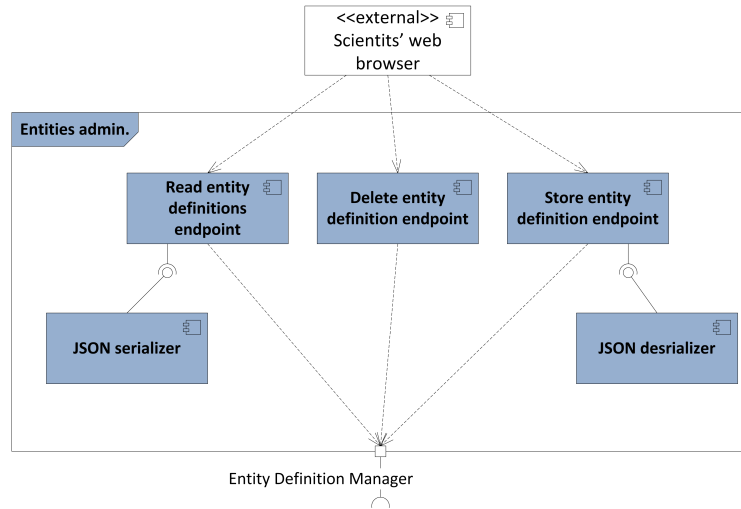 <<external>>
Scientits’ web
browser
Entities admin.
Read entity
definitions
endpoint
Delete entity
definition endpoint
Store entity
definition endpoint
JSON serializer
JSON desrializer
Entity Definition Manager